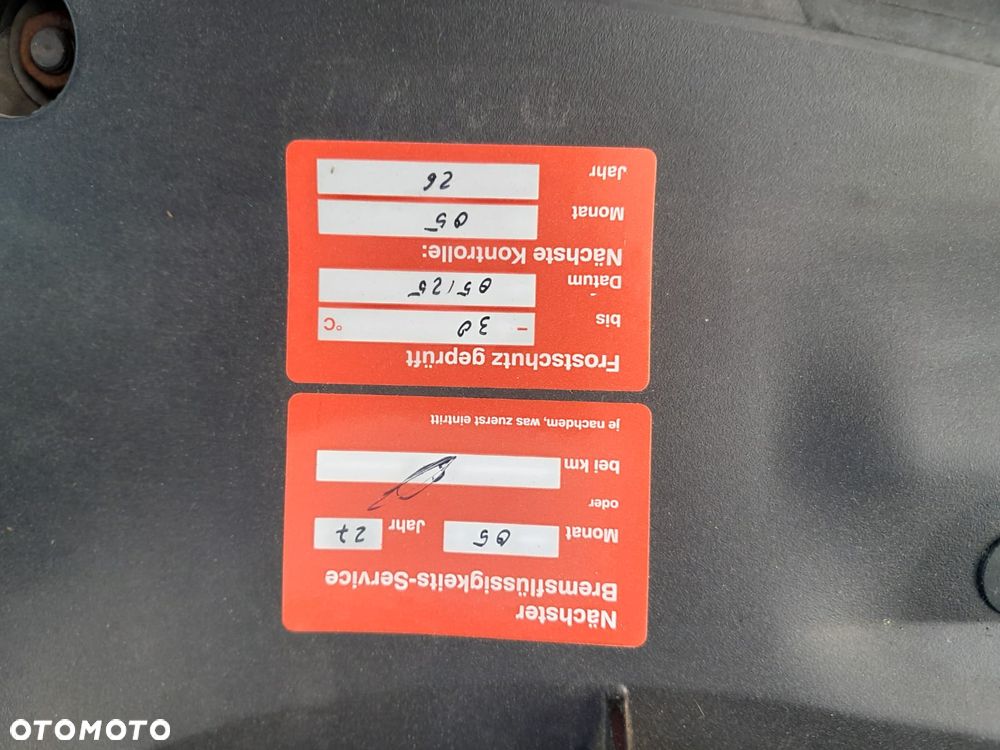 Nächster
Bremsflüssigkeits-Service
Monat 05 Jahr 27
oder
bei km
je nachdem, was zuerst eintritt
Frostschutz geprüft
bis - 30 °C
Datum 05/25
Nächste Kontrolle:
Monat 05
Jahr 26
OTOMOTO